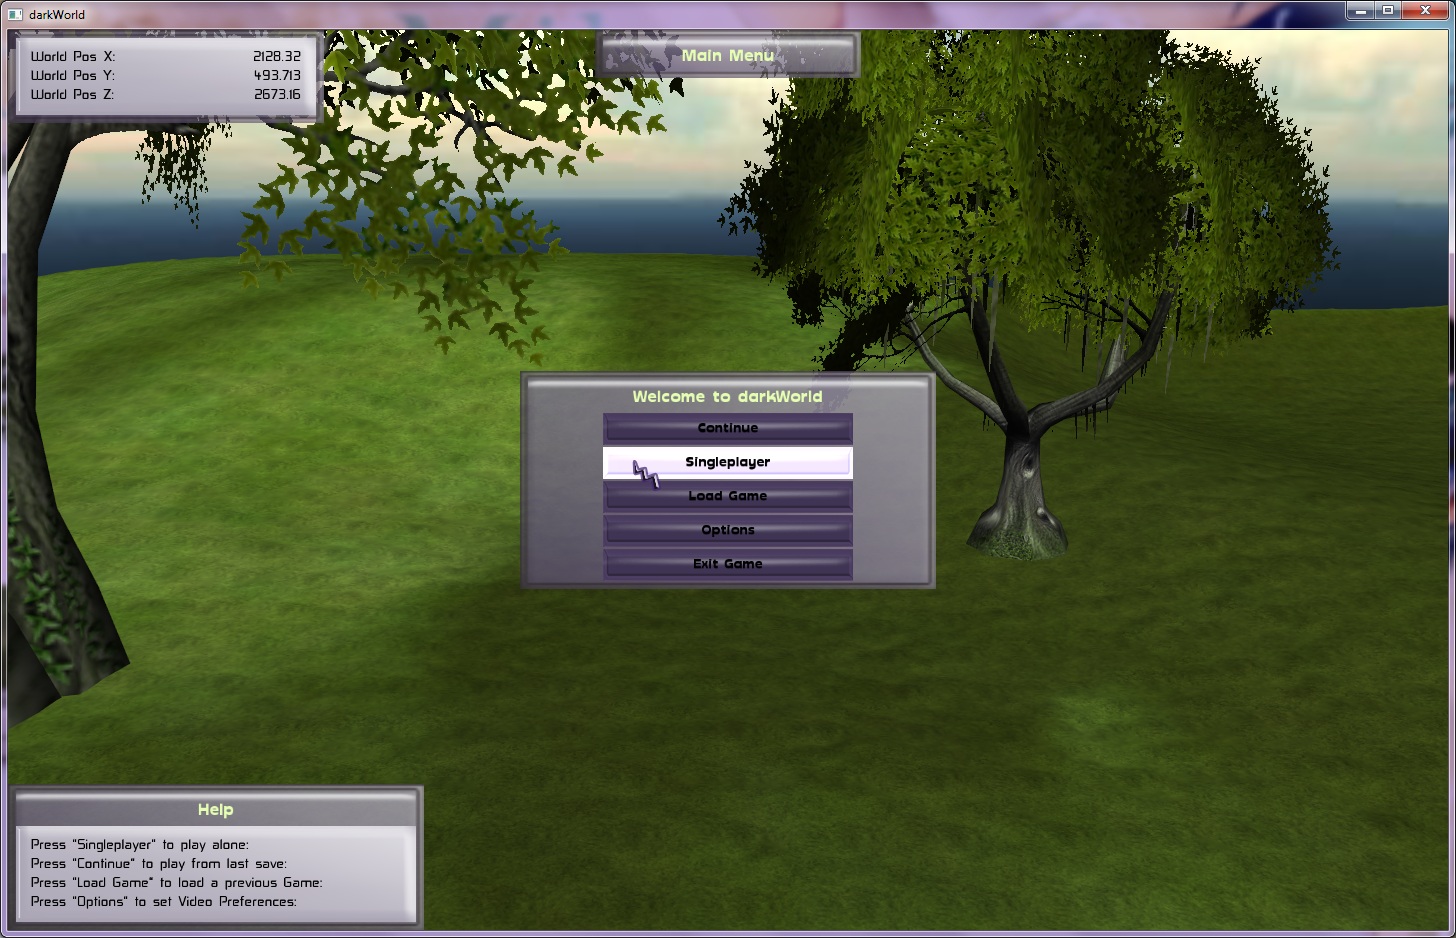 darkWorld
World Pos X: 2128.32
World Pos Y: 493.713
World Pos Z: 2673.16
Main Menu
Welcome to darkWorld
Continue
Singleplayer
Load Game
Options
Exit Game
Help
Press "Singleplayer" to play alone:
Press "Continue" to play from last save:
Press "Load Game" to load a previous Game:
Press "Options" to set Video Preferences: